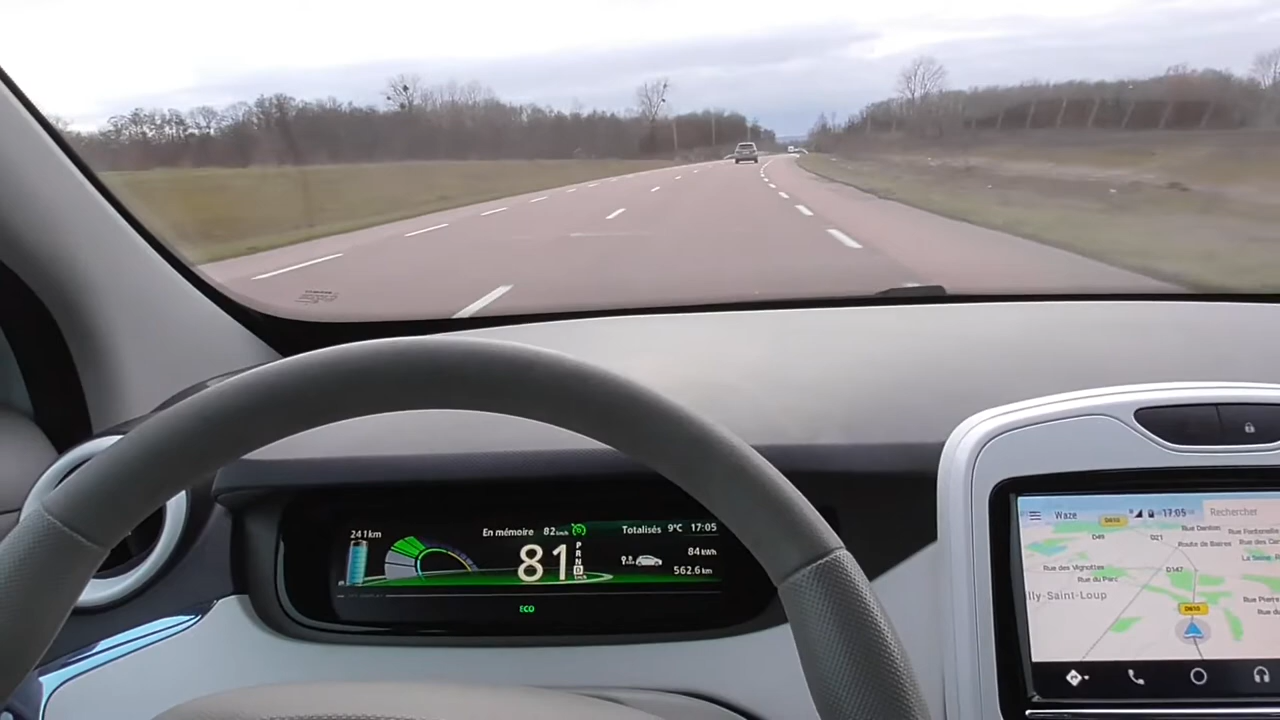 241km
En mémoire 82km/h
Totalisés 9°C 17:05
81
P
R
N
D
km/h
84 kWh
562.6 km
ECO
Waze
17:05
Rechercher
D610
D49
D21
Rue Danton
Route de Baires
Rue des Vignottes
Rue du Parc
D147
lly-Saint-Loup
Rue Pierre
D610